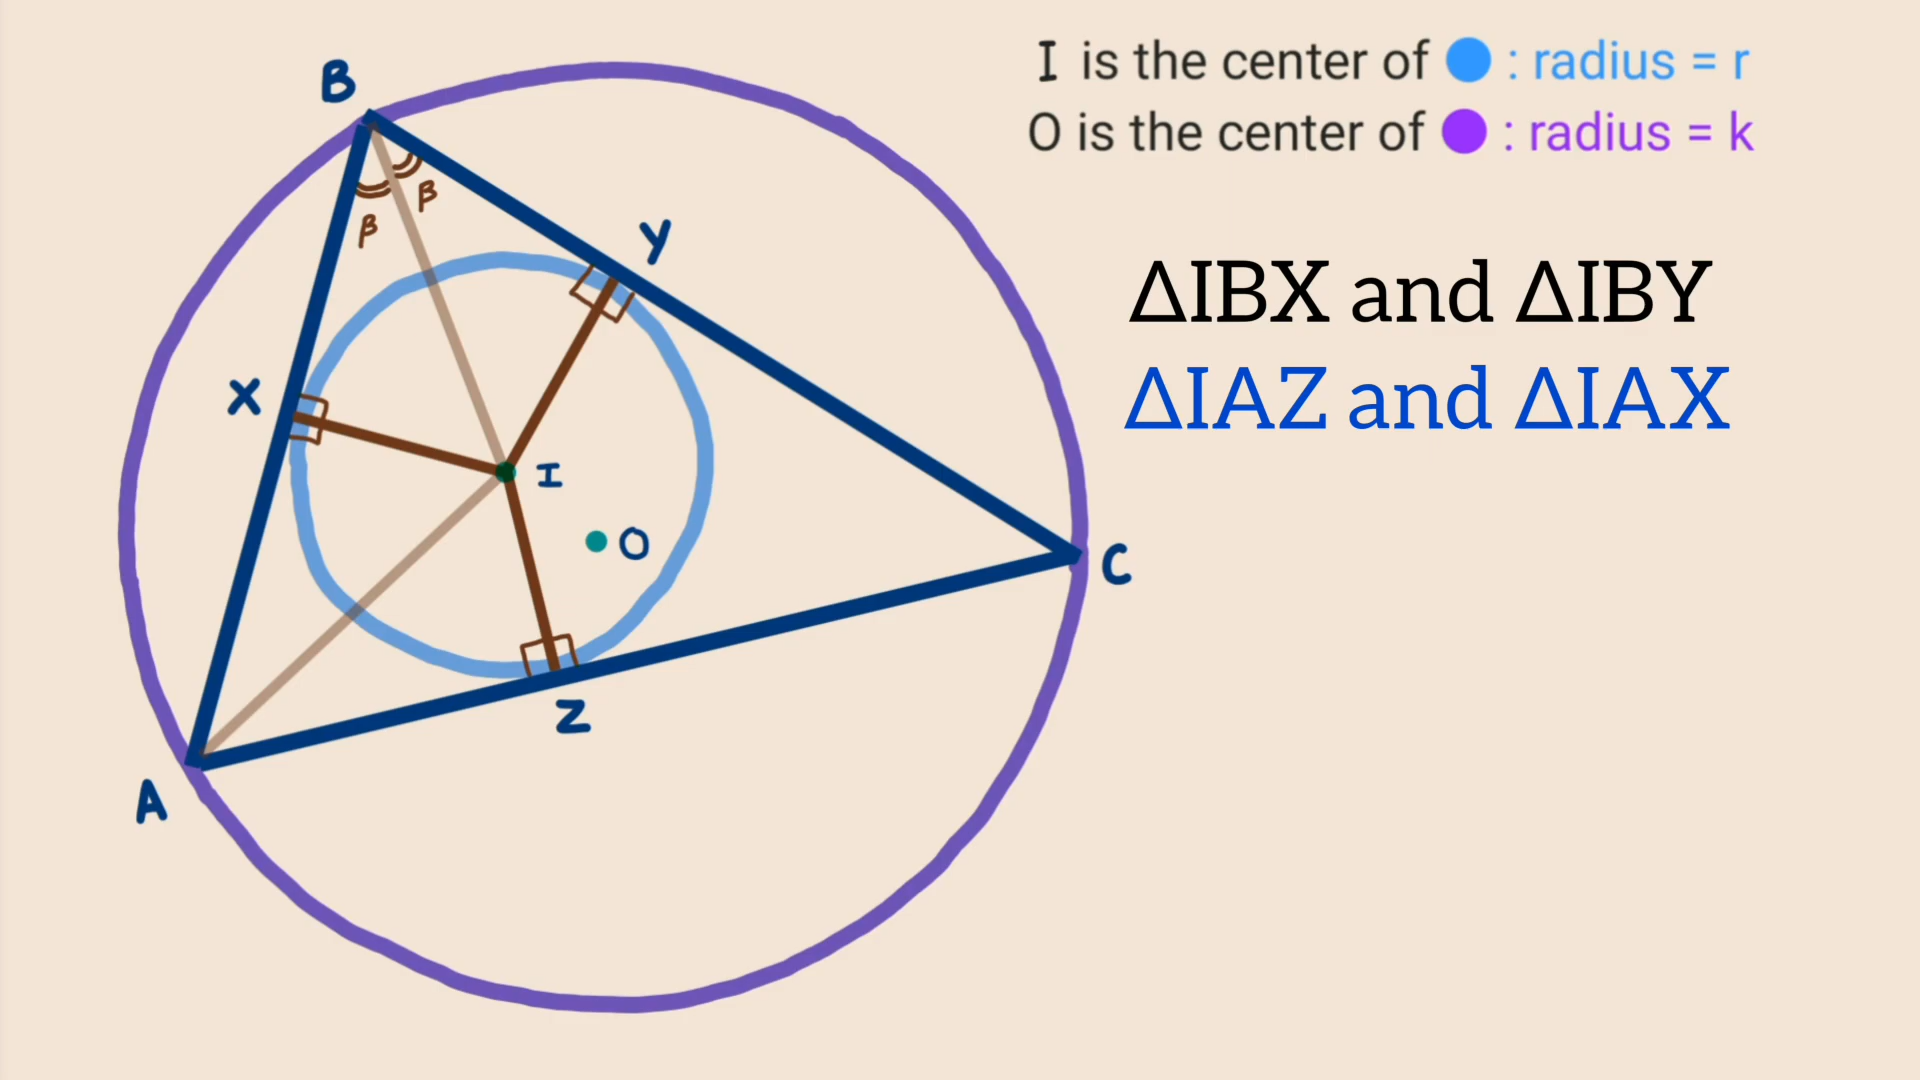 I is the center of : radius = r
O is the center of : radius = k
B
β
β
Y
ΔIBX and ΔIBY
ΔIAZ and ΔIAX
X
I
O
C
Z
A